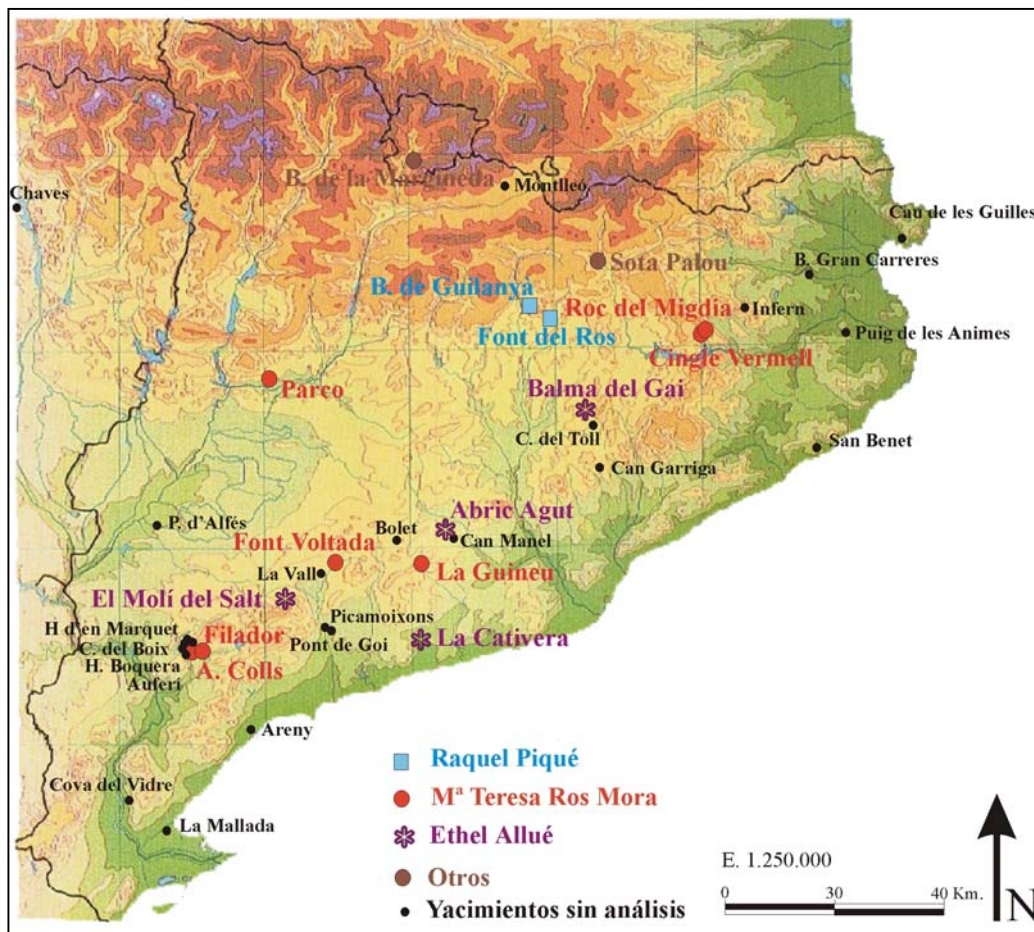 B. de la Margineda
Montlleó
Chaves
Cau de les Guilles
Sota Palou
B. Gran Carreres
B. de Guilanyà
Roc del Migdia
Infern
Font del Ros
Puig de les Animes
Cingle Vermell
Parco
Balma del Gai
C. del Toll
San Benet
Can Garriga
Abric Agut
P. d'Alfés
Bolet
Can Manel
Font Voltada
La Vall
La Guineu
El Molí del Salt
Picamoixons
H d'en Marquet
Filador
Pont de Goi
La Cativera
C. del Boix
H. Boquera
A. Colls
Auferí
Areny
Raquel Piqué
Cova del Vidre
Mª Teresa Ros Mora
La Mallada
Ethel Allué
E. 1.250.000
Otros
0 30 40 Km.
Yacimientos sin análisis
N